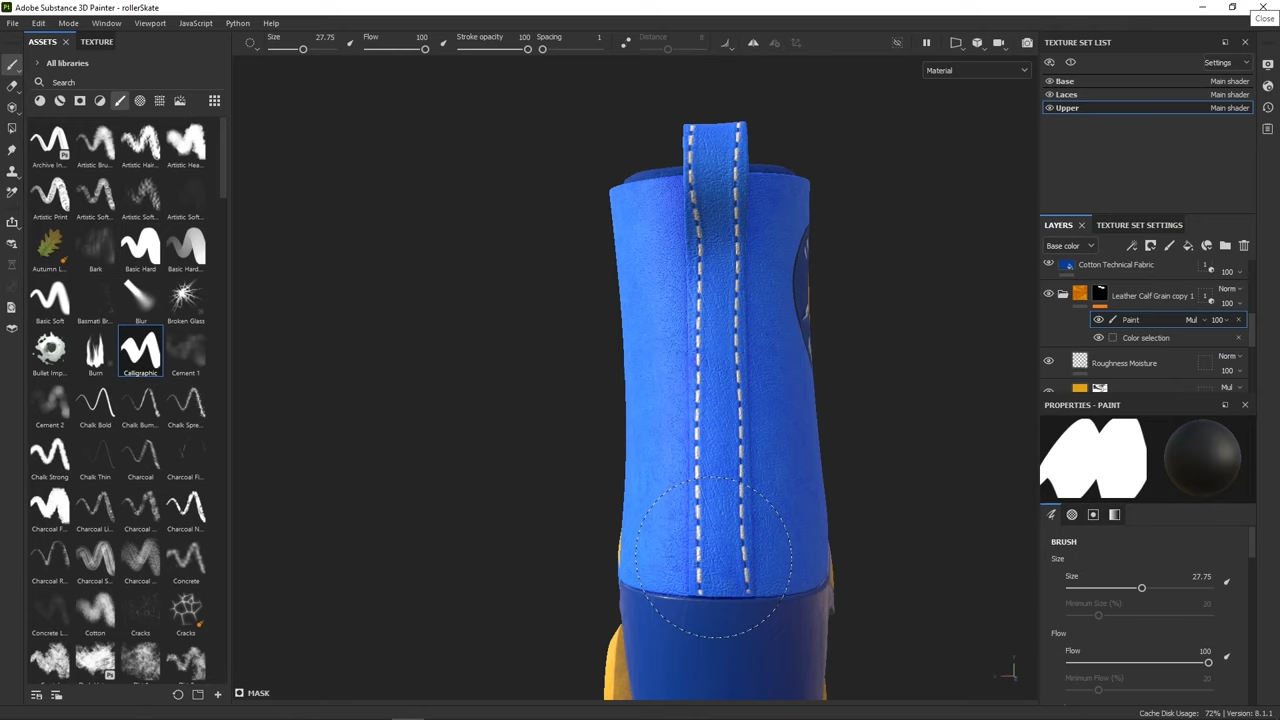 Adobe Substance 3D Painter - rollerSkate
File Edit Mode Window Viewport JavaScript Python Help
Close
ASSETS TEXTURE
Size 27.75 Flow 100 Stroke opacity 100 Spacing 1 Distance 8
TEXTURE SET LIST
All libraries
Settings
Search
Material
Base Main shader
Laces Main shader
Upper Main shader
Archive In... Artistic Bru... Artistic Hair... Artistic Hea...
Artistic Print Artistic Soft... Artistic Soft... Artistic Soft...
LAYERS TEXTURE SET SETTINGS
Base color
Autumn L... Bark Basic Hard Basic Hard...
Cotton Technical Fabric 1
100
Leather Calf Grain copy 1 1 Norm
100
Basic Soft Basmati Br... Blur Broken Glass
Paint Mul 100
Color selection
Bullet Imp... Burn Calligraphic Cement 1
Roughness Moisture Norm
100
Mul
PROPERTIES - PAINT
Cement 2 Chalk Bold Chalk Bum... Chalk Spre...
Chalk Strong Chalk Thin Charcoal Charcoal Fi...
Charcoal F... Charcoal Li... Charcoal ... Charcoal N...
BRUSH
Size
Size 27.75
Charcoal R... Charcoal S... Charcoal ... Concrete
Minimum Size (%) 20
Flow
Concrete L... Cotton Cracks Cracks
Flow 100
Minimum Flow (%) 20
MASK
Cache Disk Usage: 72% | Version: 8.1.1